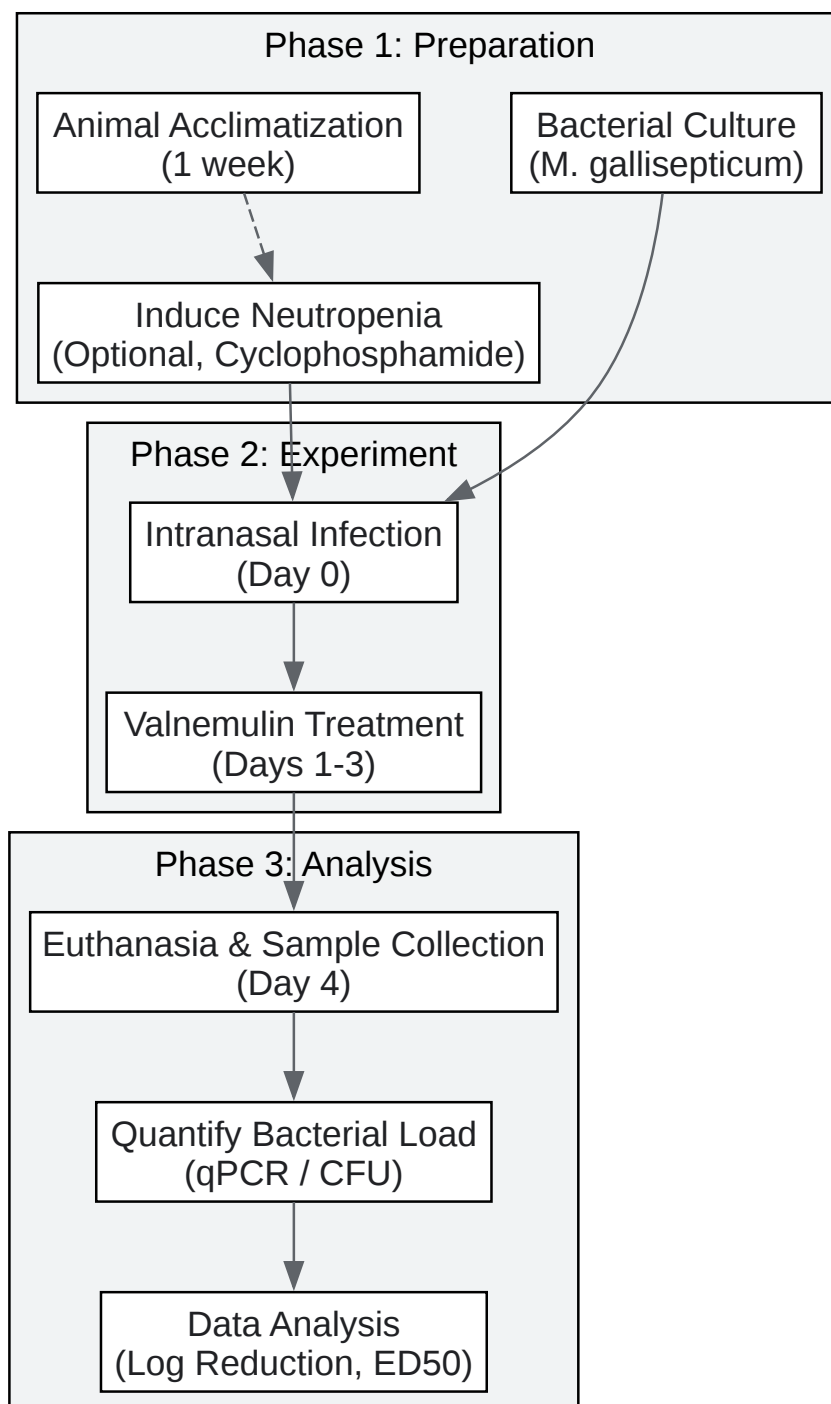 Phase 1: Preparation
Animal Acclimatization
(1 week)
Bacterial Culture
(M. gallisepticum)
Induce Neutropenia
(Optional, Cyclophosphamide)
Phase 2: Experiment
Intranasal Infection
(Day 0)
Valnemulin Treatment
(Days 1-3)
Phase 3: Analysis
Euthanasia & Sample Collection
(Day 4)
Quantify Bacterial Load
(qPCR / CFU)
Data Analysis
(Log Reduction, ED50)